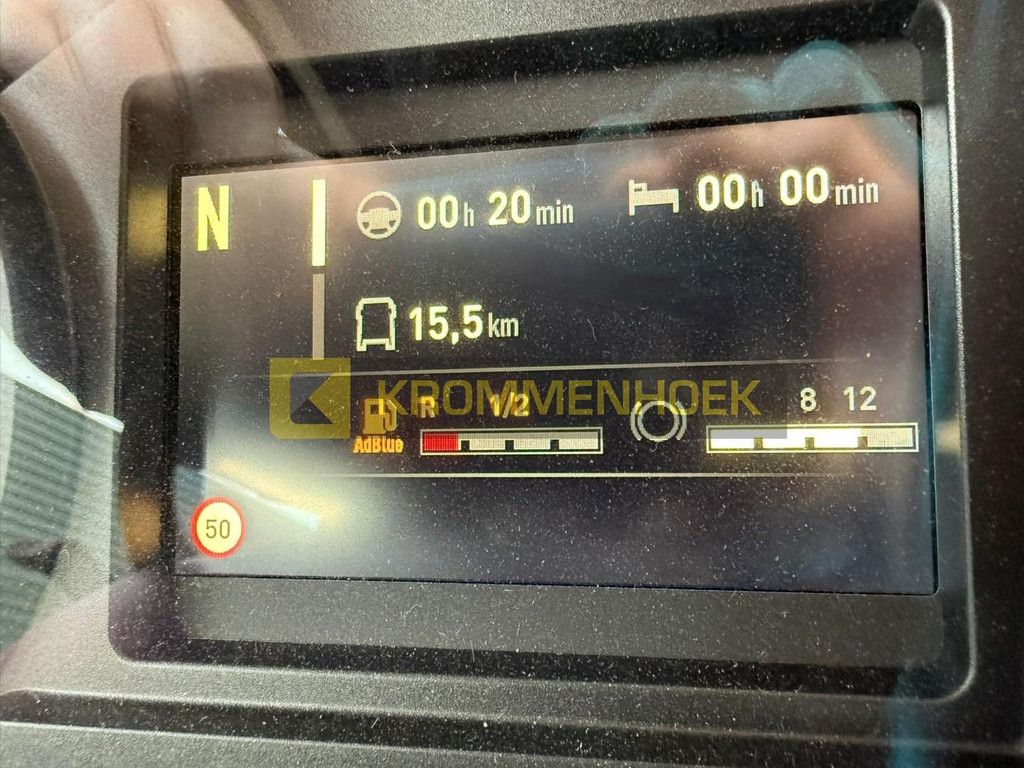 N 00h 20min 00h 00min
15,5km
KROMMENHOEK
R 1/2 8 12
AdBlue
50